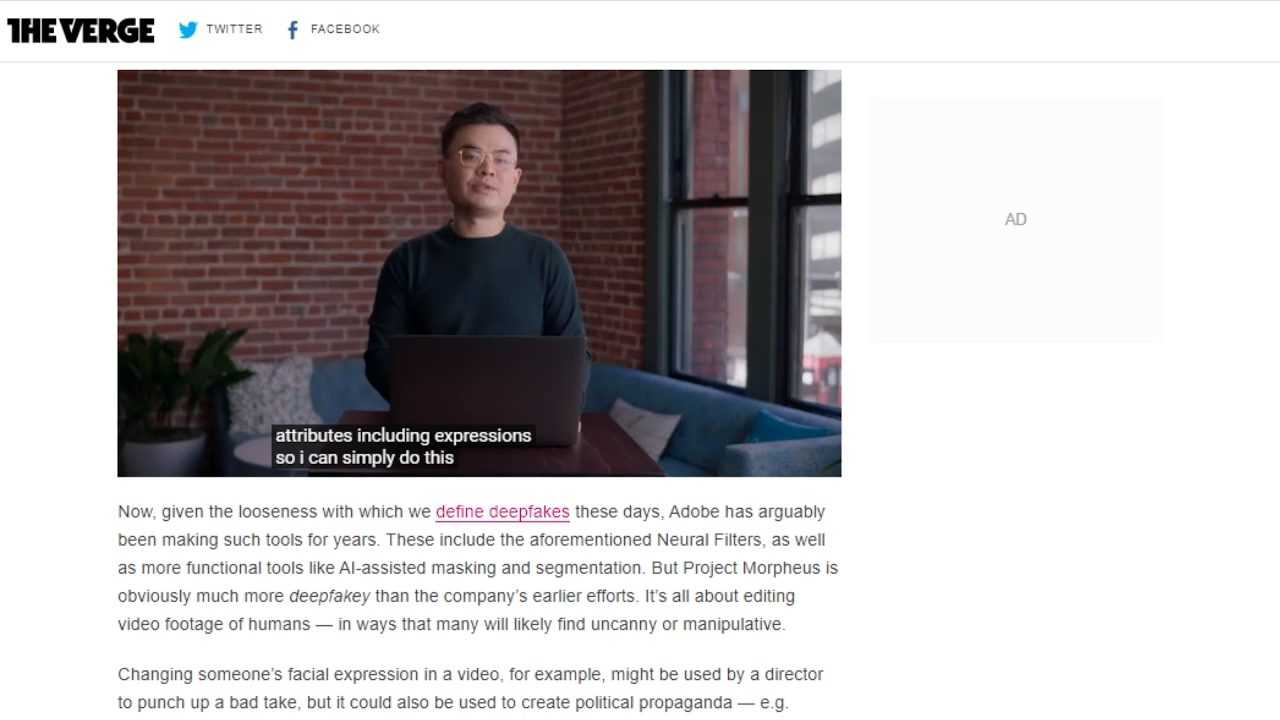 THE VERGE TWITTER FACEBOOK
AD
attributes including expressions
so i can simply do this
Now, given the looseness with which we define deepfakes these days, Adobe has arguably
been making such tools for years. These include the aforementioned Neural Filters, as well
as more functional tools like AI-assisted masking and segmentation. But Project Morpheus is
obviously much more deepfakey than the company’s earlier efforts. It’s all about editing
video footage of humans — in ways that many will likely find uncanny or manipulative.
Changing someone’s facial expression in a video, for example, might be used by a director
to punch up a bad take, but it could also be used to create political propaganda — e.g.